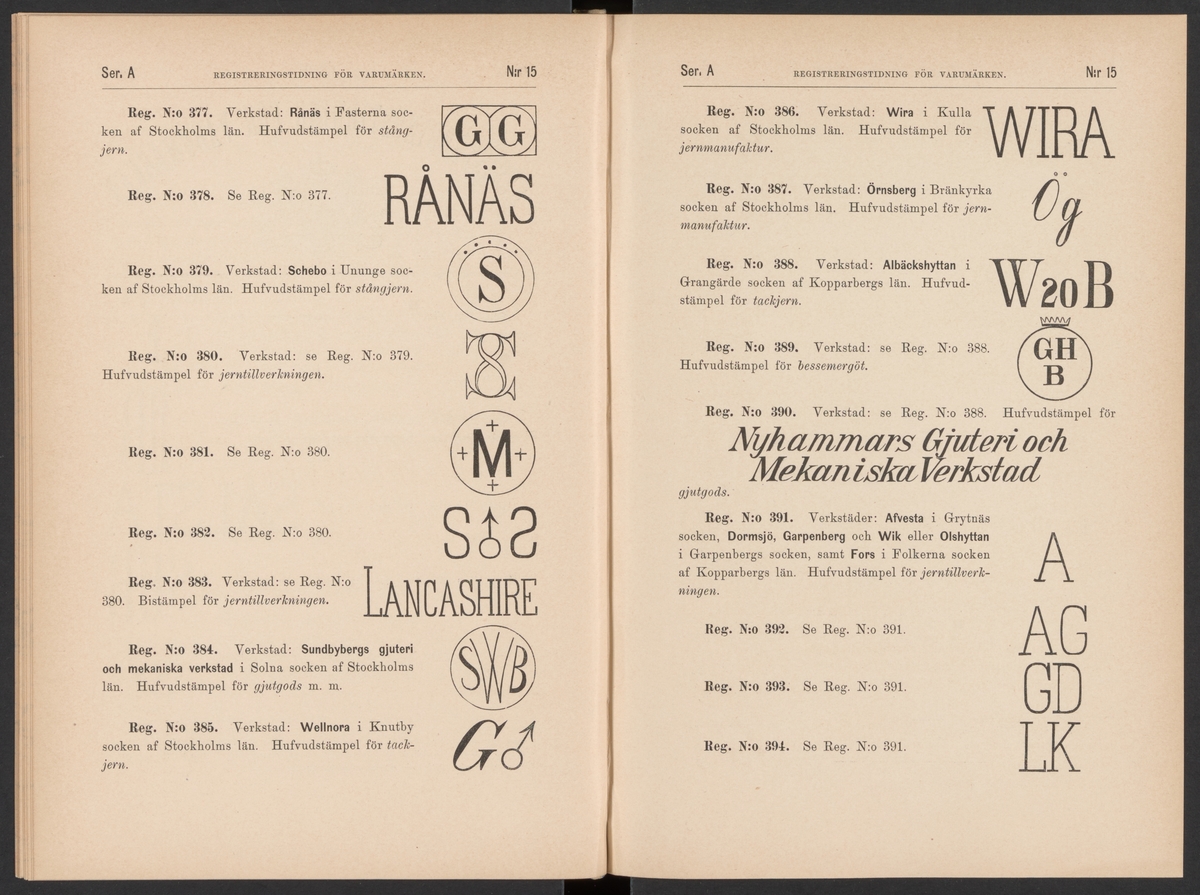 Ser. A REGISTRERINGSTIDNING FÖR VARUMÄRKEN. N:r 15
Reg. N:o 377. Verkstad: Rånäs i Fasterna soc-
ken af Stockholms län. Hufvudstämpel för stång-
jern.
GG
Reg. N:o 378. Se Reg. N:o 377.
RÅNÄS
Reg. N:o 379. Verkstad: Schebo i Ununge soc-
ken af Stockholms län. Hufvudstämpel för stångjern.
S
Reg. N:o 380. Verkstad: se Reg. N:o 379.
Hufvudstämpel för jerntillverkningen.
Reg. N:o 381. Se Reg. N:o 380.
+ + M + +
Reg. N:o 382. Se Reg. N:o 380.
S♂S
Reg. N:o 383. Verkstad: se Reg. N:o
380. Bistämpel för jerntillverkningen.
LANCASHIRE
Reg. N:o 384. Verkstad: Sundbybergs gjuteri
och mekaniska verkstad i Solna socken af Stockholms
län. Hufvudstämpel för gjutgods m. m.
SWB
Reg. N:o 385. Verkstad: Wellnora i Knutby
socken af Stockholms län. Hufvudstämpel för tack-
jern.
G♂
Ser. A REGISTRERINGSTIDNING FÖR VARUMÄRKEN. N:r 15
Reg. N:o 386. Verkstad: Wira i Kulla
socken af Stockholms län. Hufvudstämpel för
jernmanufaktur.
WIRA
Reg. N:o 387. Verkstad: Örnsberg i Bränkyrka
socken af Stockholms län. Hufvudstämpel för jern-
manufaktur.
Ög
Reg. N:o 388. Verkstad: Albäckshyttan i
Grangärde socken af Kopparbergs län. Hufvud-
stämpel för tackjern.
W20B
Reg. N:o 389. Verkstad: se Reg. N:o 388.
Hufvudstämpel för bessemergöt.
GH
B
Reg. N:o 390. Verkstad: se Reg. N:o 388. Hufvudstämpel för
Nyhammars Gjuteri och
Mekaniska Verkstad
gjutgods.
Reg. N:o 391. Verkstäder: Afvesta i Grytnäs
socken, Dormsjö, Garpenberg och Wik eller Olshyttan
i Garpenbergs socken, samt Fors i Folkerna socken
af Kopparbergs län. Hufvudstämpel för jerntillverk-
ningen.
A
Reg. N:o 392. Se Reg. N:o 391.
AG
Reg. N:o 393. Se Reg. N:o 391.
GD
Reg. N:o 394. Se Reg. N:o 391.
LK